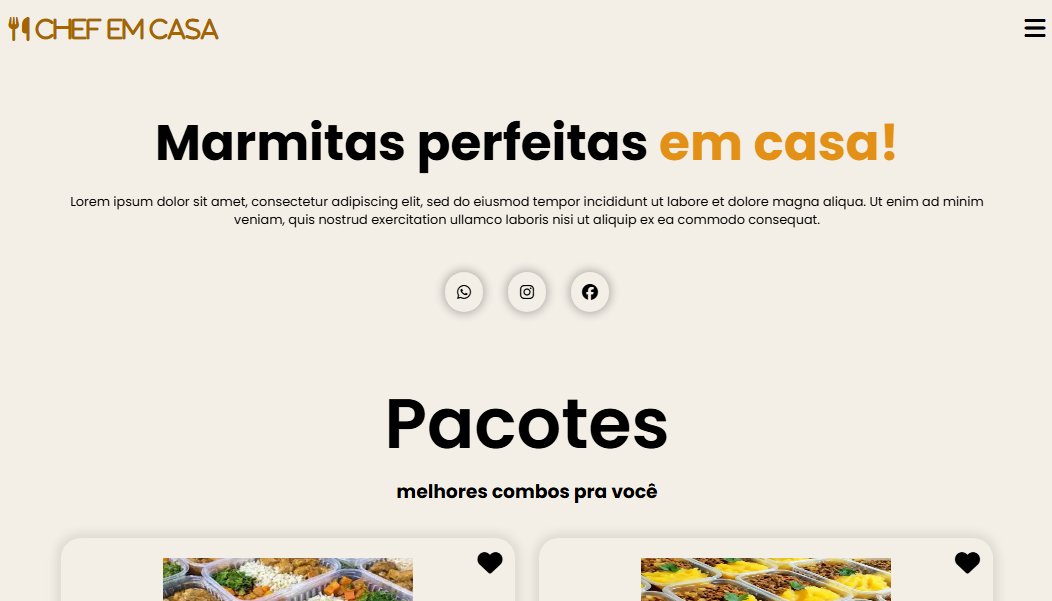 CHEF EM CASA
Marmitas perfeitas em casa!
Lorem ipsum dolor sit amet, consectetur adipiscing elit, sed do eiusmod tempor incididunt ut labore et dolore magna aliqua. Ut enim ad minim
veniam, quis nostrud exercitation ullamco laboris nisi ut aliquip ex ea commodo consequat.
Pacotes
melhores combos pra você